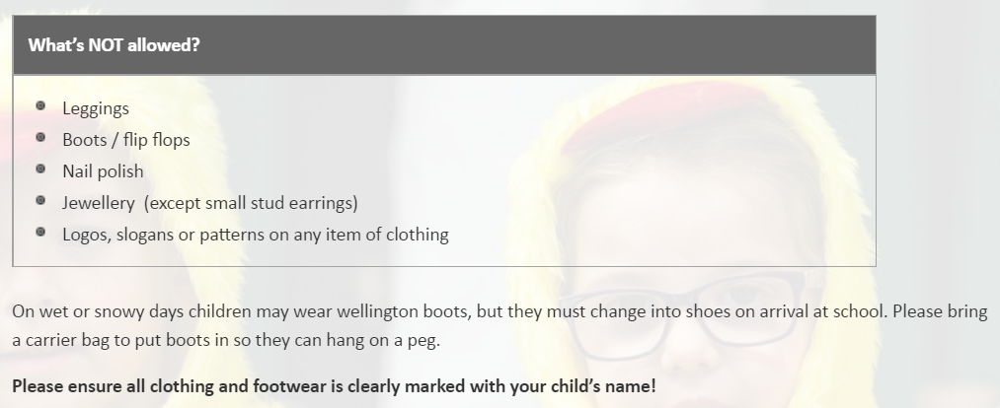 What's NOT allowed?
Leggings
Boots / flip flops
Nail polish
Jewellery  (except small stud earrings)
Logos, slogans or patterns on any item of clothing
On wet or snowy days children may wear wellington boots, but they must change into shoes on arrival at school. Please bring
a carrier bag to put boots in so they can hang on a peg.
Please ensure all clothing and footwear is clearly marked with your child's name!